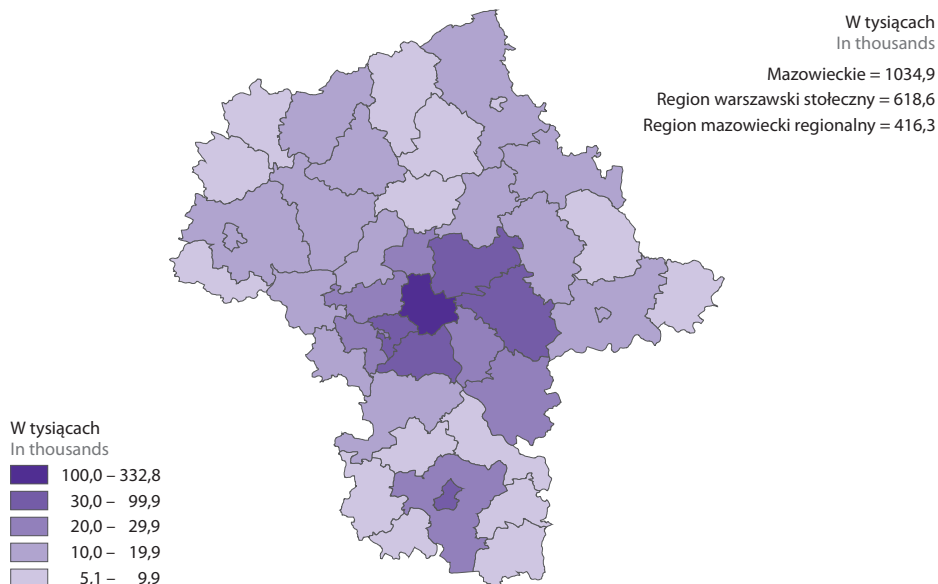 W tysiącach
In thousands
Mazowieckie = 1034,9
Region warszawski stołeczny = 618,6
Region mazowiecki regionalny = 416,3
W tysiącach
In thousands
100,0 – 332,8
30,0 – 99,9
20,0 – 29,9
10,0 – 19,9
5,1 – 9,9